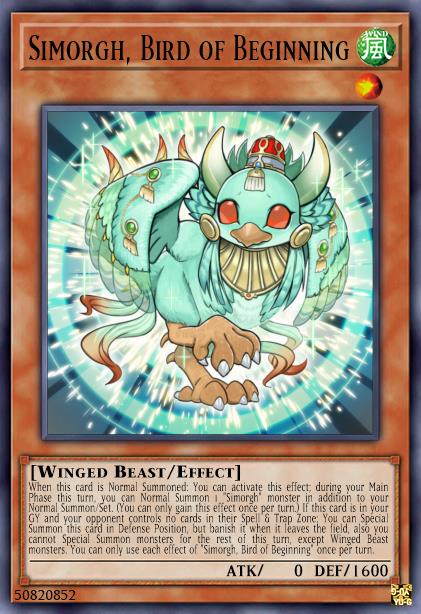 SIMORGH, BIRD OF BEGINNING
WIND
風
[WINGED BEAST/EFFECT]
When this card is Normal Summoned: You can activate this effect; during your Main
Phase this turn, you can Normal Summon 1 "Simorgh" monster in addition to your
Normal Summon/Set. (You can only gain this effect once per turn.) If this card is in your
GY and your opponent controls no cards in their Spell & Trap Zone: You can Special
Summon this card in Defense Position, but banish it when it leaves the field, also you
cannot Special Summon monsters for the rest of this turn, except Winged Beast
monsters. You can only use each effect of "Simorgh, Bird of Beginning" once per turn.
ATK/ 0 DEF/1600
50820852